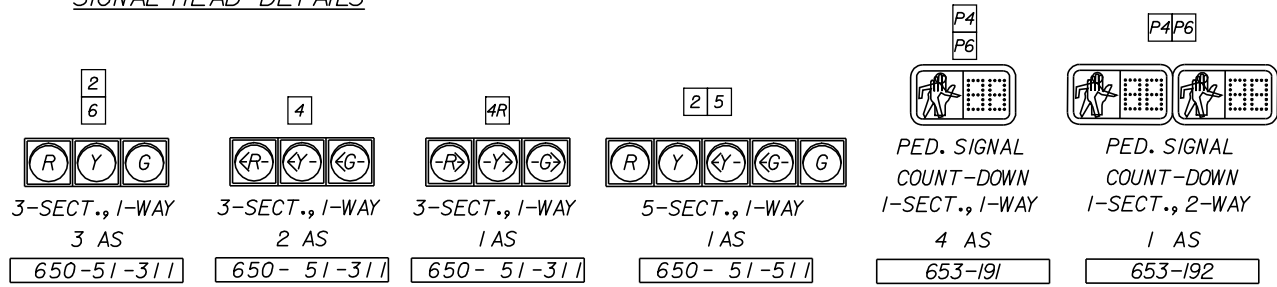 SIGNAL HEAD DETAILS
2
6
R Y G
3-SECT., 1-WAY
3 AS
650-51-311
4
<R- <Y- <G-
3-SECT., 1-WAY
2 AS
650- 51-311
4R
-R> -Y> -G>
3-SECT., 1-WAY
1 AS
650- 51-311
2 5
R Y <Y- <G- G
5-SECT., 1-WAY
1 AS
650- 51-511
P4
P6
PED. SIGNAL
COUNT-DOWN
1-SECT., 1-WAY
4 AS
653-191
P4 P6
PED. SIGNAL
COUNT-DOWN
1-SECT., 2-WAY
1 AS
653-192